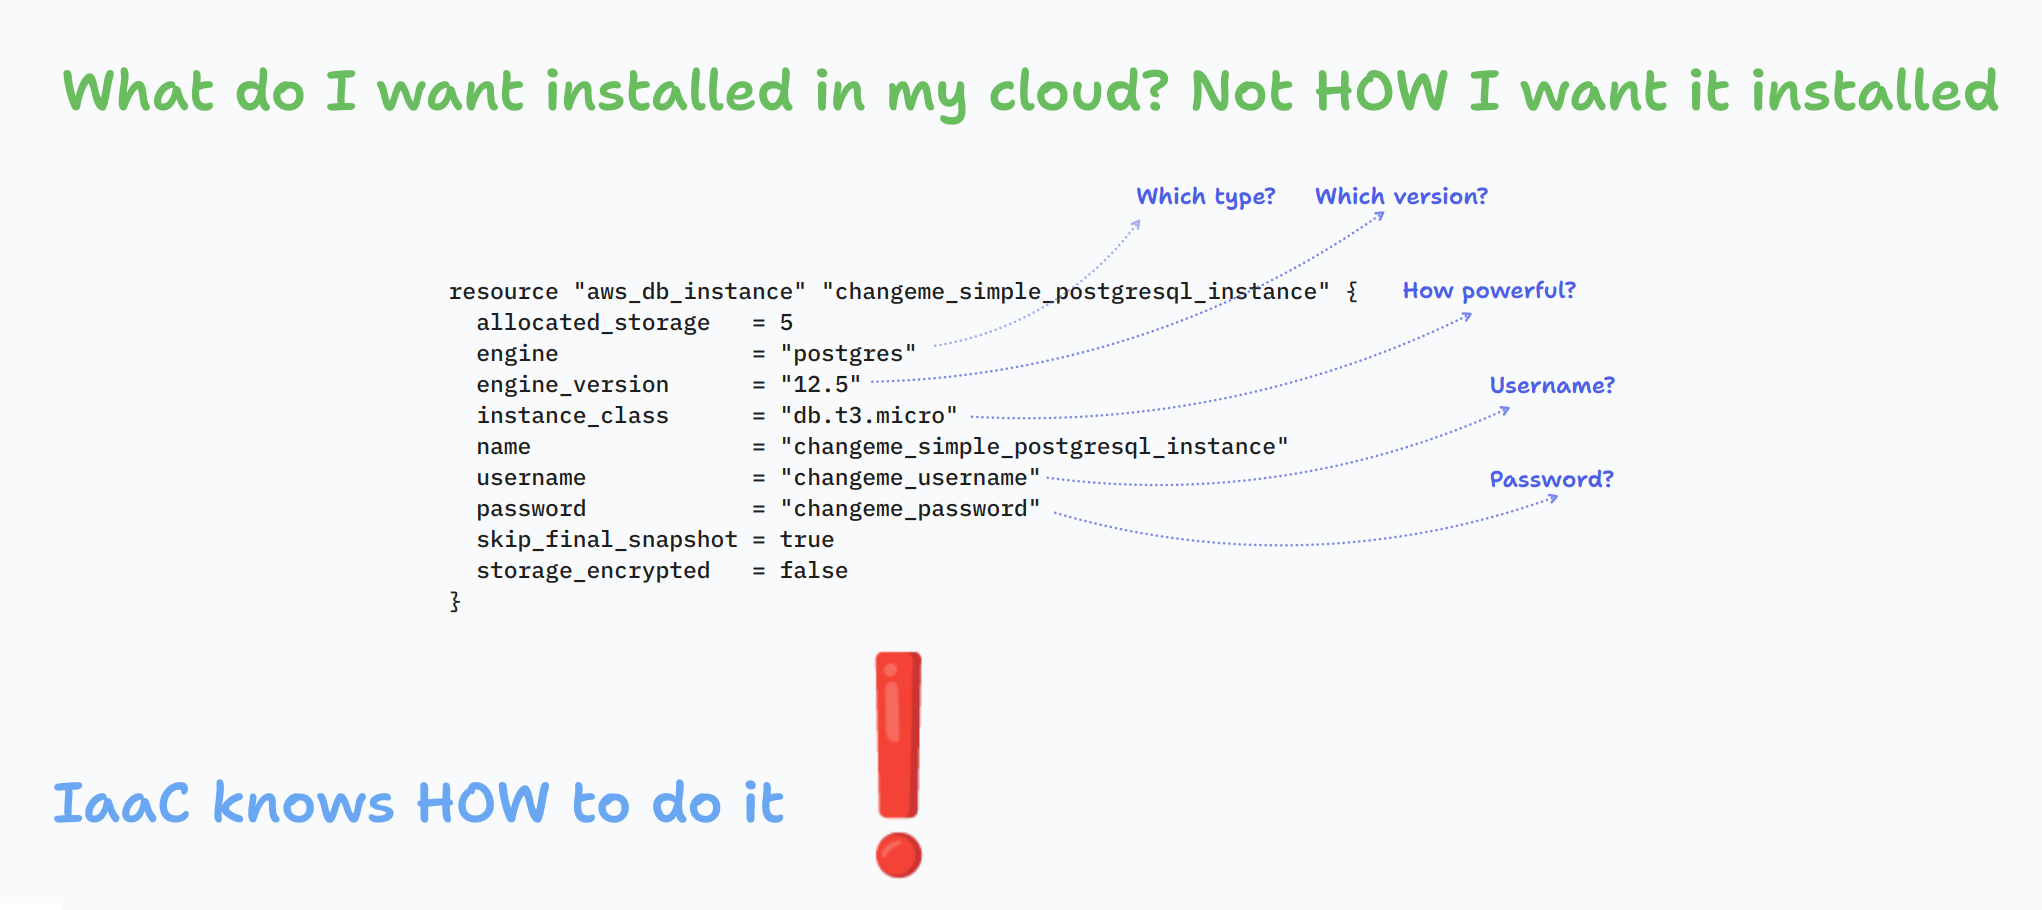 What do I want installed in my cloud? Not HOW I want it installed
Which type?
Which version?
resource "aws_db_instance" "changeme_simple_postgresql_instance" {
How powerful?
  allocated_storage   = 5
  engine              = "postgres"
  engine_version      = "12.5"
Username?
  instance_class      = "db.t3.micro"
  name                = "changeme_simple_postgresql_instance"
  username            = "changeme_username"
Password?
  password            = "changeme_password"
  skip_final_snapshot = true
  storage_encrypted   = false
}
IaaC knows HOW to do it